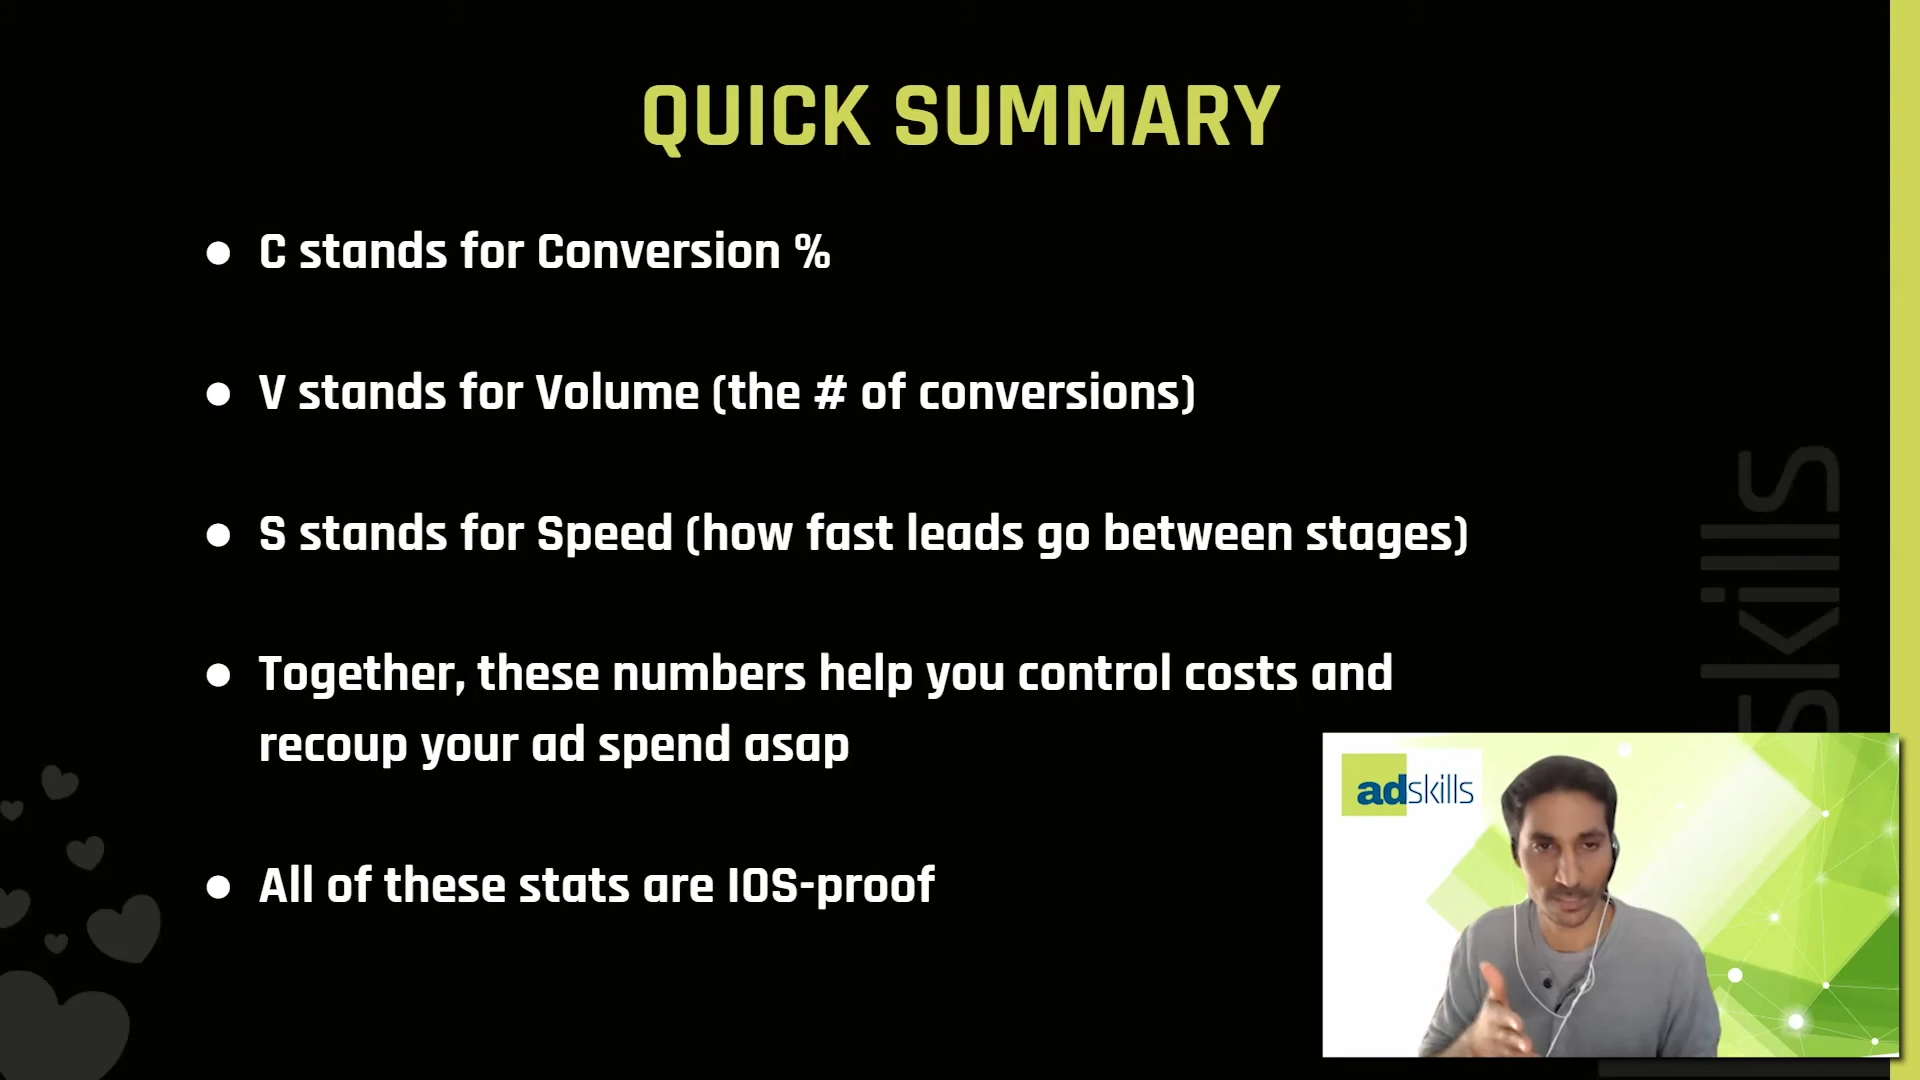 QUICK SUMMARY
● C stands for Conversion %
● V stands for Volume (the # of conversions)
● S stands for Speed (how fast leads go between stages)
● Together, these numbers help you control costs and
recoup your ad spend asap
● All of these stats are IOS-proof
skills
adskills